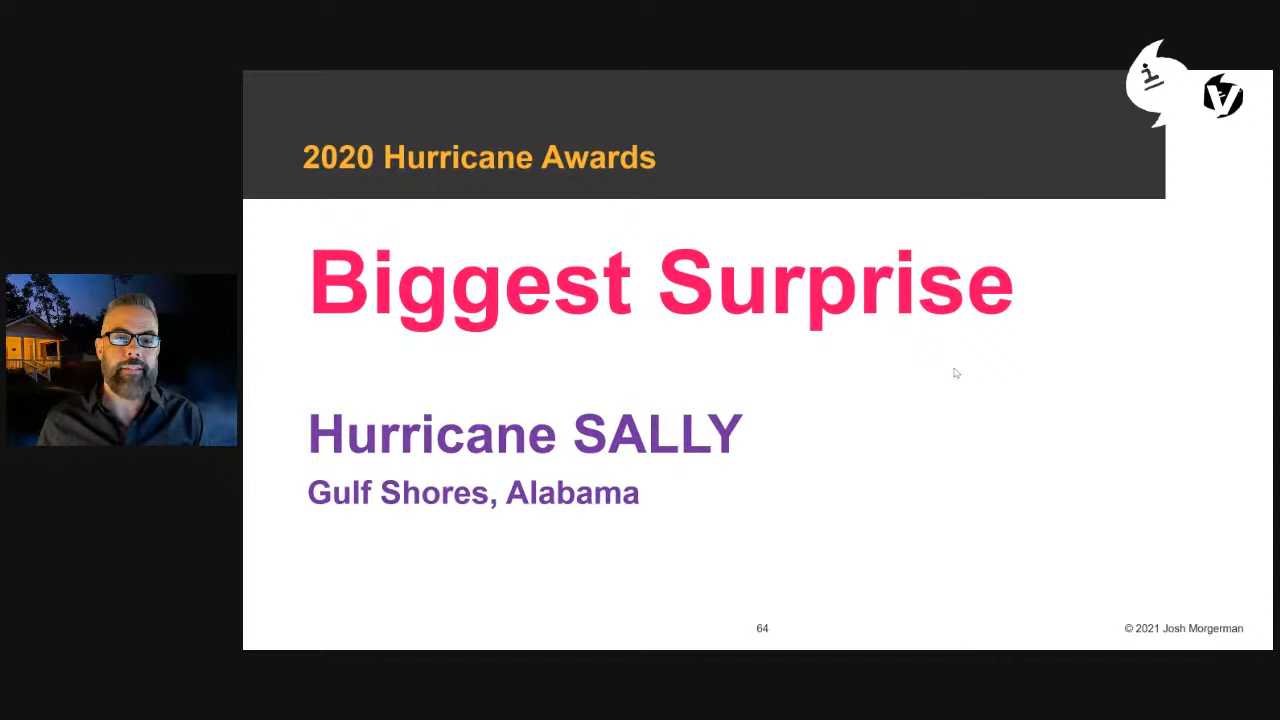 2020 Hurricane Awards
Biggest Surprise
Hurricane SALLY
Gulf Shores, Alabama
64
© 2021 Josh Morgerman